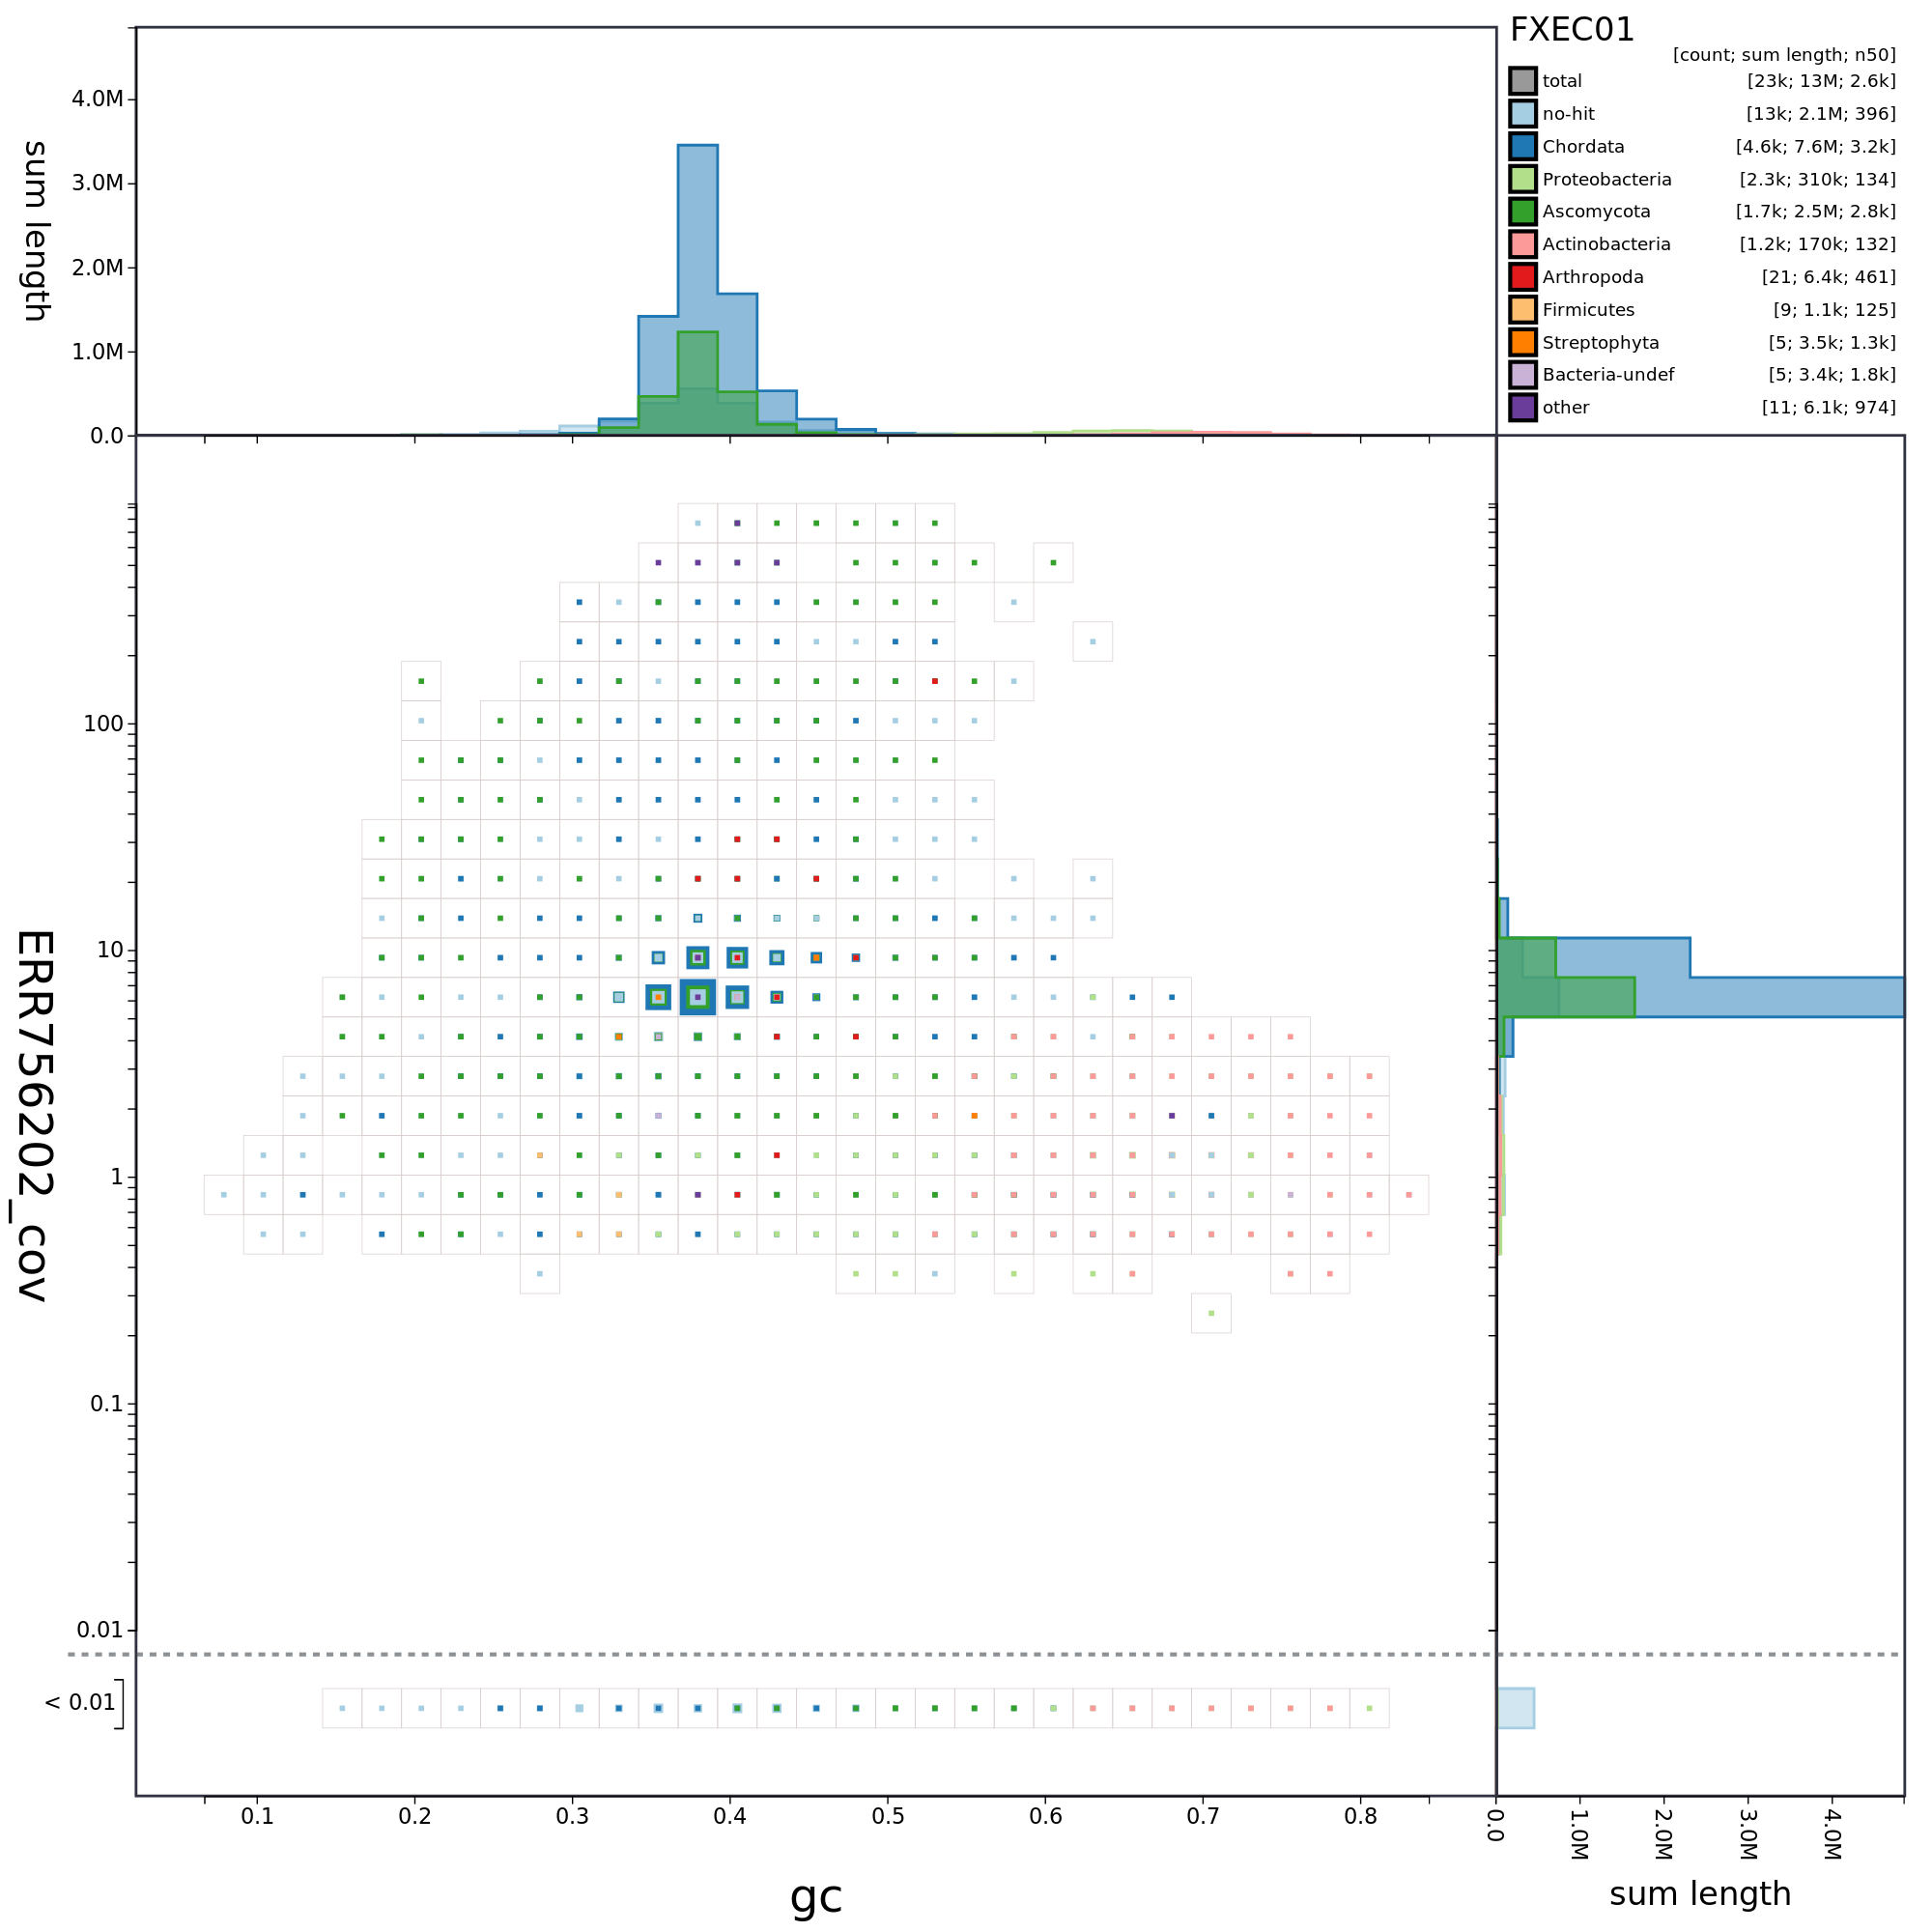 FXEC01
[count; sum length; n50]
total [23k; 13M; 2.6k]
no-hit [13k; 2.1M; 396]
Chordata [4.6k; 7.6M; 3.2k]
Proteobacteria [2.3k; 310k; 134]
Ascomycota [1.7k; 2.5M; 2.8k]
Actinobacteria [1.2k; 170k; 132]
Arthropoda [21; 6.4k; 461]
Firmicutes [9; 1.1k; 125]
Streptophyta [5; 3.5k; 1.3k]
Bacteria-undef [5; 3.4k; 1.8k]
other [11; 6.1k; 974]
sum length
4.0M
3.0M
2.0M
1.0M
0.0
ERR756202_cov
100
10
1
0.1
0.01
< 0.01
0.1 0.2 0.3 0.4 0.5 0.6 0.7 0.8
gc
0.0 1.0M 2.0M 3.0M 4.0M
sum length